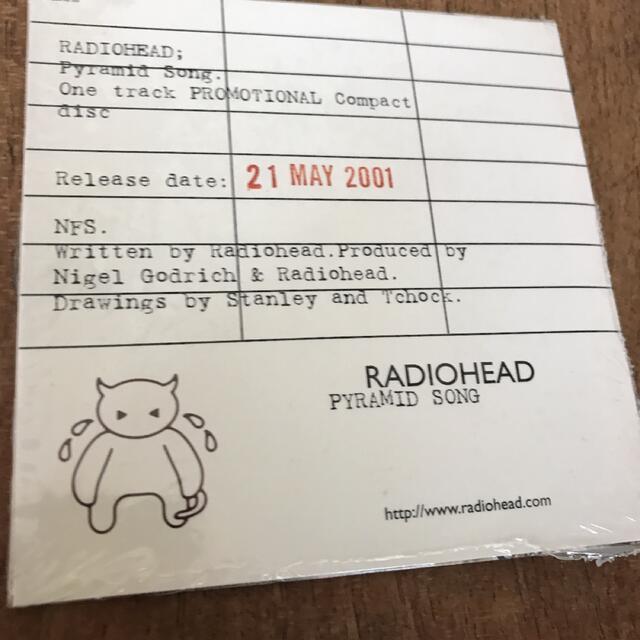 RADIOHEAD;
Pyramid Song.
One track PROMOTIONAL Compact
disc
Release date: 21 MAY 2001
NFS.
Written by Radiohead.Produced by
Nigel Godrich & Radiohead.
Drawings by Stanley and Tchock.
RADIOHEAD
PYRAMID SONG
http://www.radiohead.com